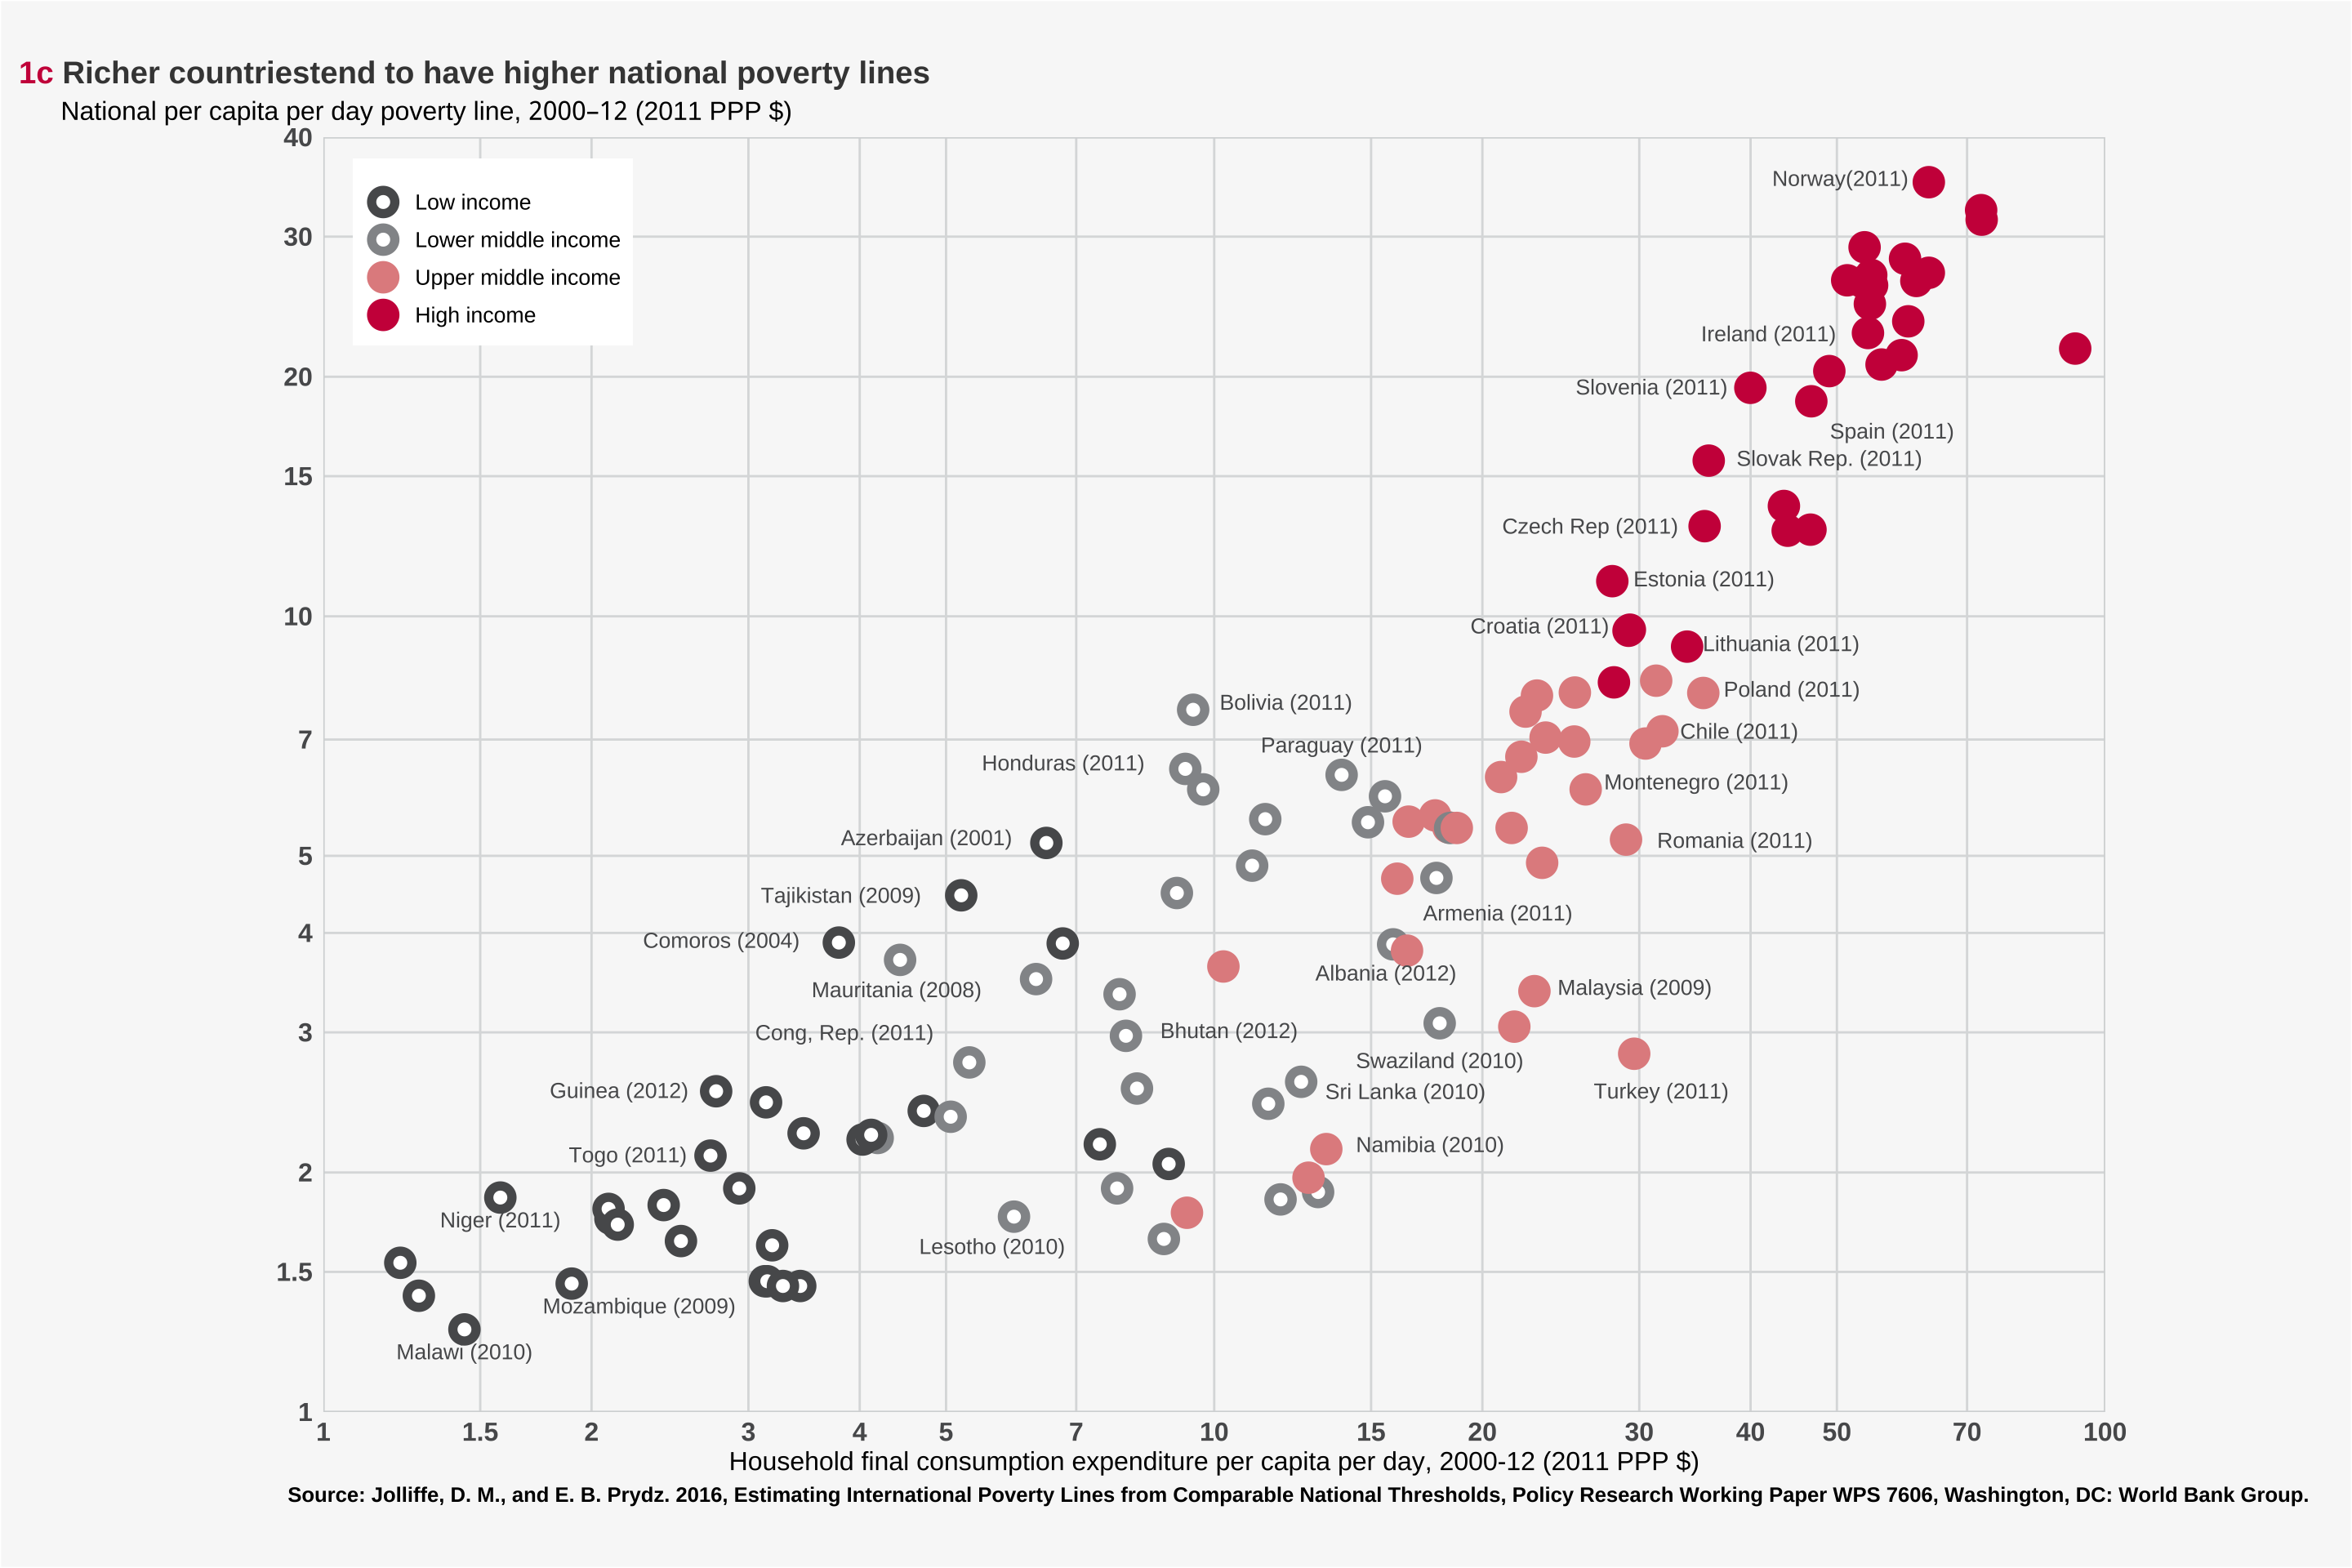 1c Richer countriestend to have higher national poverty lines
National per capita per day poverty line, 2000–12 (2011 PPP $)
40
30
20
15
10
7
5
4
3
2
1.5
1
Low income
Lower middle income
Upper middle income
High income
Norway(2011)
Ireland (2011)
Slovenia (2011)
Spain (2011)
Slovak Rep. (2011)
Czech Rep (2011)
Estonia (2011)
Croatia (2011)
Lithuania (2011)
Poland (2011)
Bolivia (2011)
Chile (2011)
Paraguay (2011)
Honduras (2011)
Montenegro (2011)
Azerbaijan (2001)
Romania (2011)
Tajikistan (2009)
Armenia (2011)
Comoros (2004)
Albania (2012)
Mauritania (2008)
Malaysia (2009)
Cong, Rep. (2011)
Bhutan (2012)
Swaziland (2010)
Guinea (2012)
Sri Lanka (2010)
Turkey (2011)
Namibia (2010)
Togo (2011)
Niger (2011)
Lesotho (2010)
Mozambique (2009)
Malawi (2010)
1 1.5 2 3 4 5 7 10 15 20 30 40 50 70 100
Household final consumption expenditure per capita per day, 2000-12 (2011 PPP $)
Source: Jolliffe, D. M., and E. B. Prydz. 2016, Estimating International Poverty Lines from Comparable National Thresholds, Policy Research Working Paper WPS 7606, Washington, DC: World Bank Group.